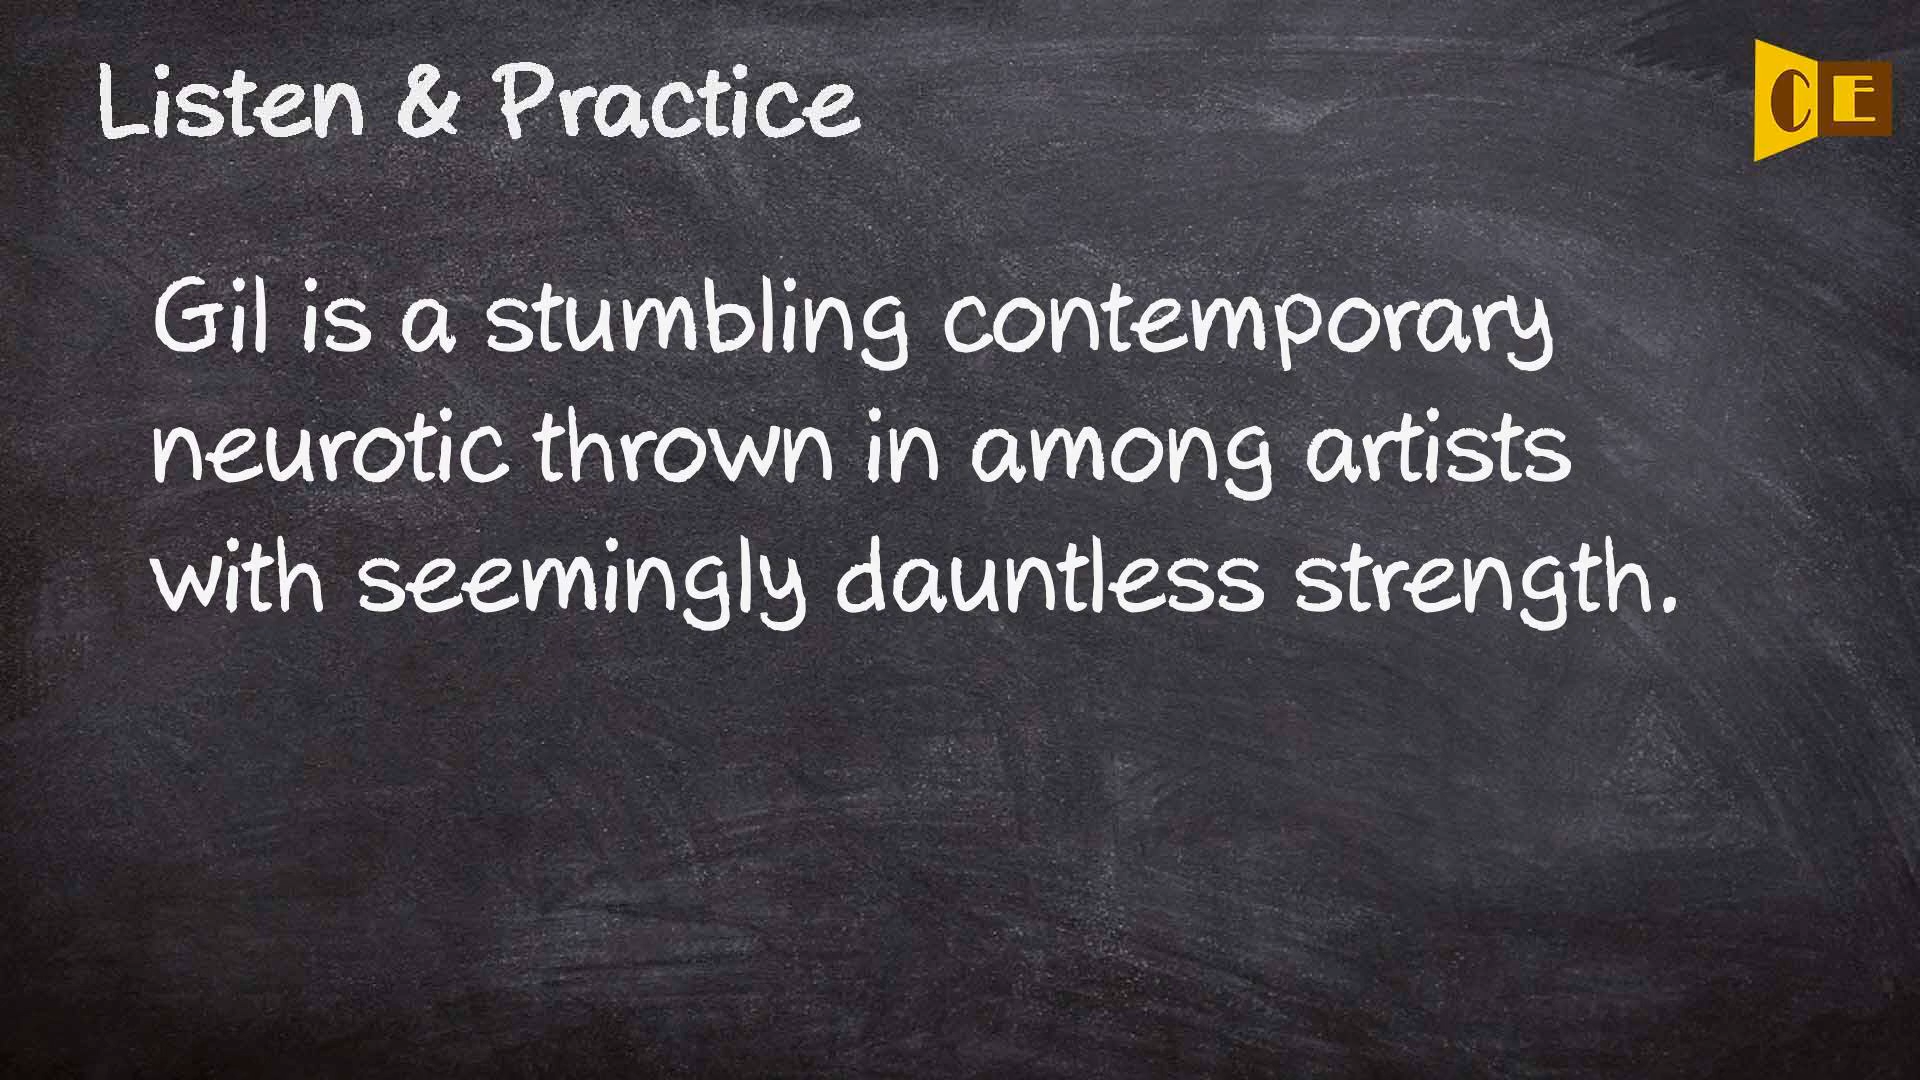 Listen & Practice
CE
Gil is a stumbling contemporary
neurotic thrown in among artists
with seemingly dauntless strength.